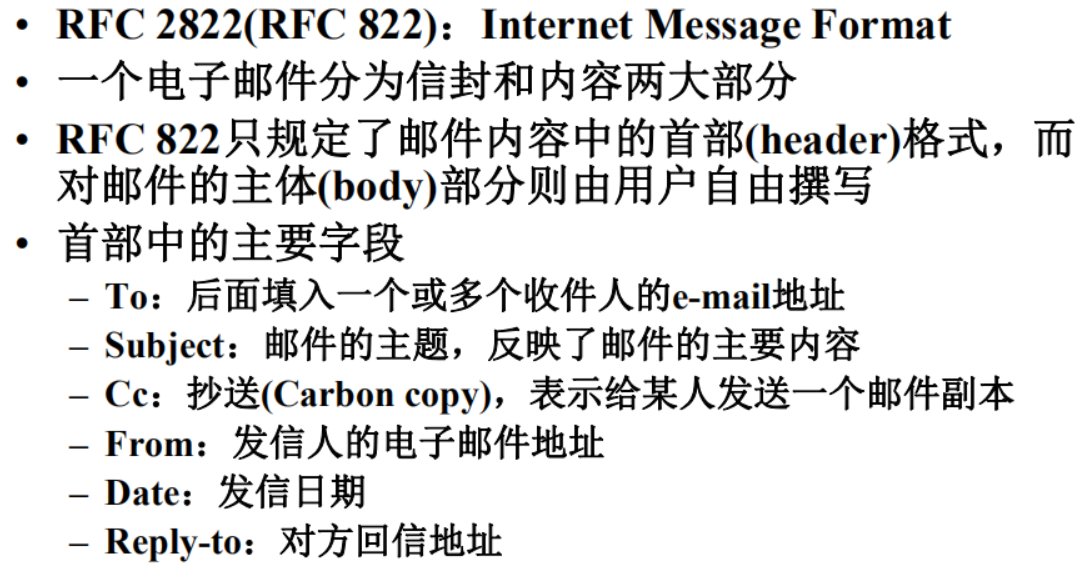 • RFC 2822(RFC 822)：Internet Message Format
• 一个电子邮件分为信封和内容两大部分
• RFC 822只规定了邮件内容中的首部(header)格式，而
对邮件的主体(body)部分则由用户自由撰写
• 首部中的主要字段
– To：后面填入一个或多个收件人的e-mail地址
– Subject：邮件的主题，反映了邮件的主要内容
– Cc：抄送(Carbon copy)，表示给某人发送一个邮件副本
– From：发信人的电子邮件地址
– Date：发信日期
– Reply-to：对方回信地址